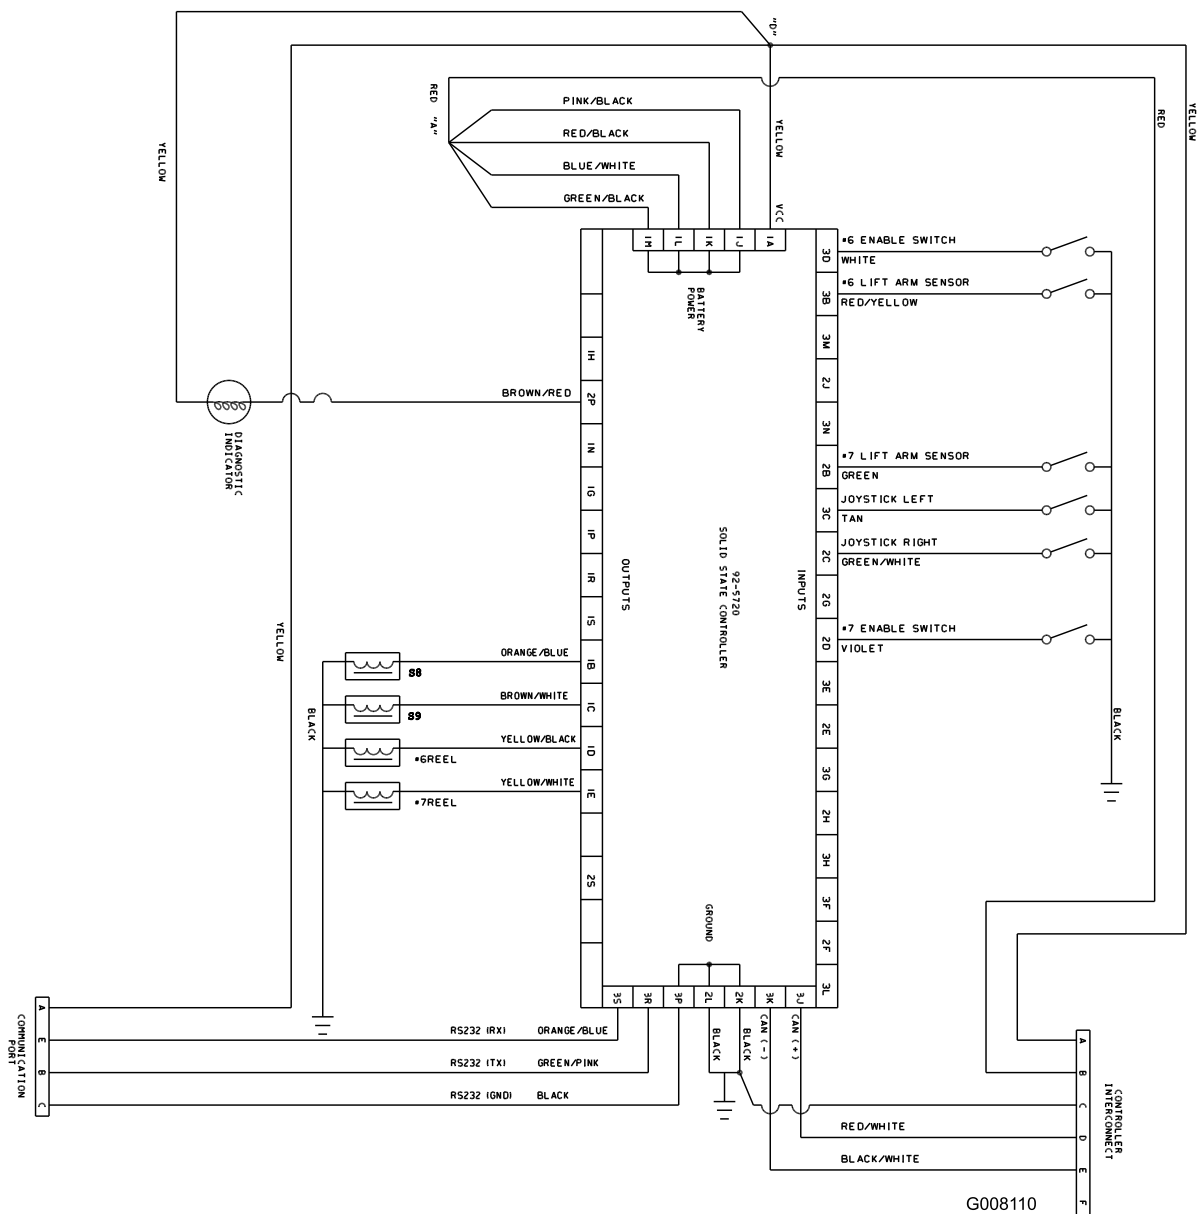 "D"
RED "A"
PINK/BLACK
RED/BLACK
BLUE/WHITE
GREEN/BLACK
YELLOW
VCC
YELLOW
RED
YELLOW
1M
1L
1K
1J
1A
BATTERY
POWER
1H
2P
1N
1G
1P
1R
1S
1B
1C
1D
1E
2S
OUTPUTS
92-5720
SOLID STATE CONTROLLER
INPUTS
3D
3B
3M
2J
3N
2B
3C
2C
2G
2D
3E
2E
3G
2H
3H
3F
2F
3L
#6 ENABLE SWITCH
WHITE
#6 LIFT ARM SENSOR
RED/YELLOW
#7 LIFT ARM SENSOR
GREEN
JOYSTICK LEFT
TAN
JOYSTICK RIGHT
GREEN/WHITE
#7 ENABLE SWITCH
VIOLET
BLACK
BROWN/RED
DIAGNOSTIC
INDICATOR
YELLOW
ORANGE/BLUE
S8
BROWN/WHITE
S9
YELLOW/BLACK
#6REEL
YELLOW/WHITE
#7REEL
BLACK
GROUND
3S
3R
3P
2L
2K
3K
3J
BLACK
BLACK
CAN (-)
CAN (+)
RS232 (RX) ORANGE/BLUE
RS232 (TX) GREEN/PINK
RS232 (GND) BLACK
A
E
B
C
COMMUNICATION
PORT
RED/WHITE
BLACK/WHITE
A
B
C
D
E
F
CONTROLLER
INTERCONNECT
G008110